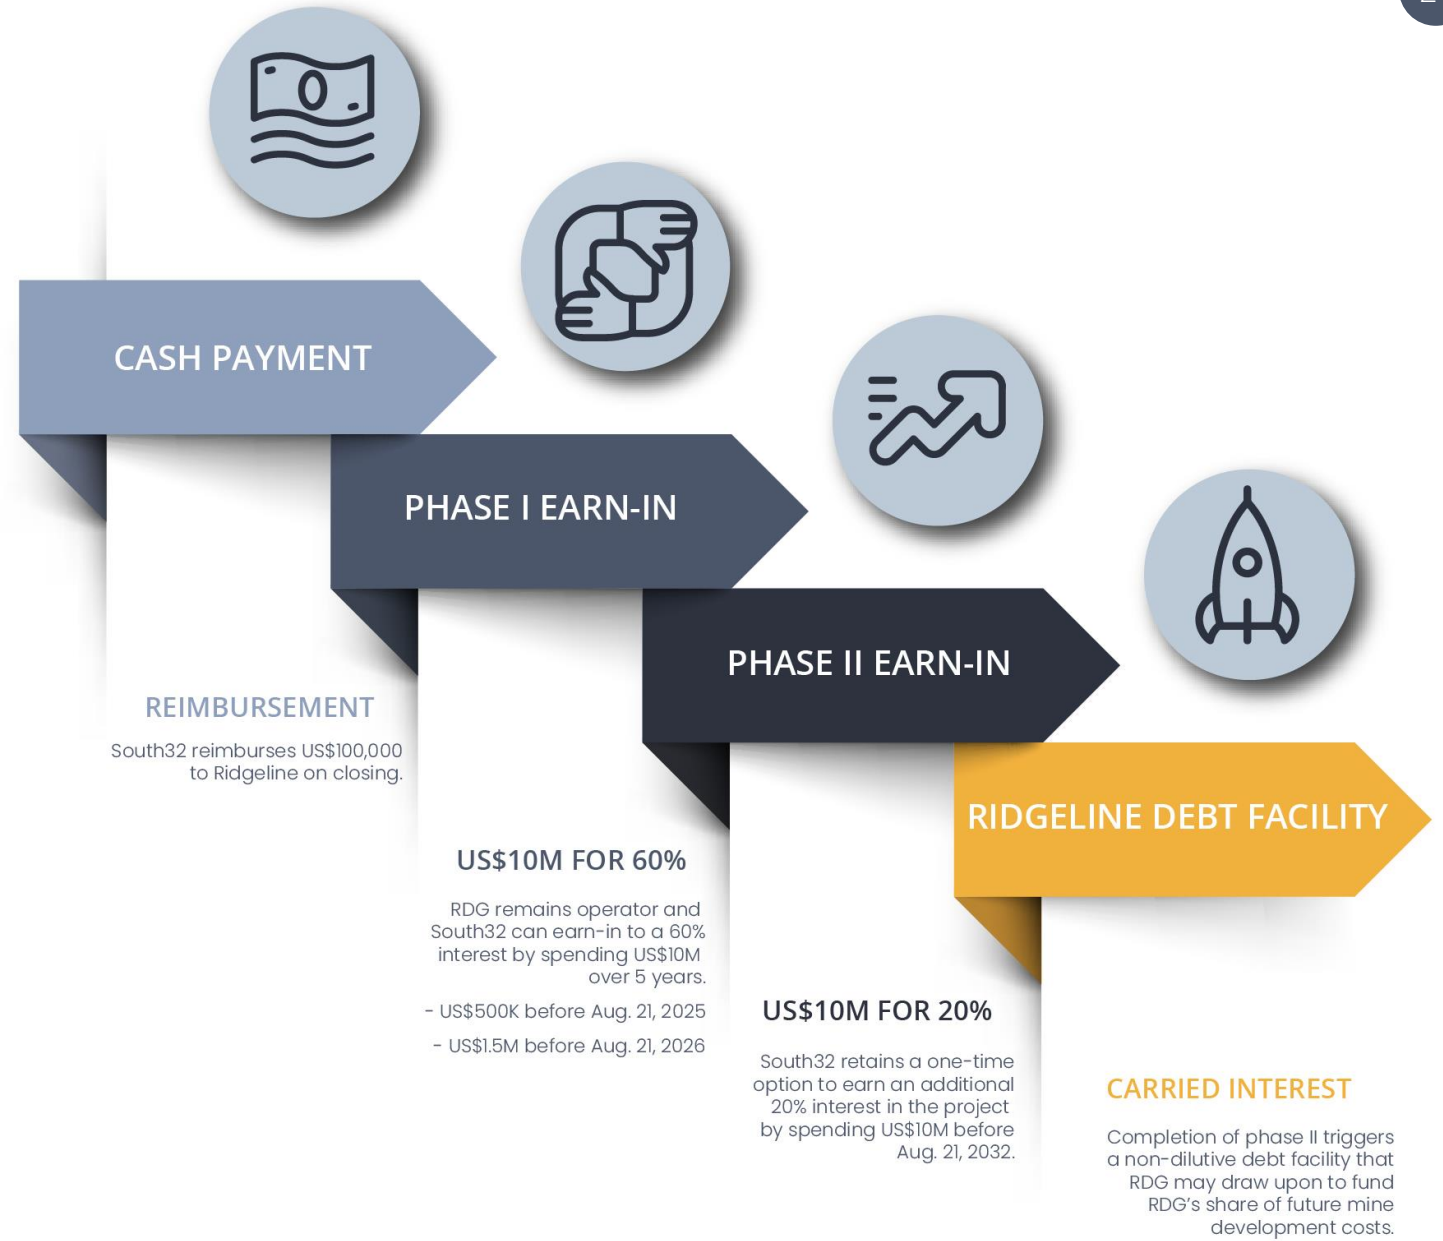 CASH PAYMENT
REIMBURSEMENT
South32 reimburses US$100,000
to Ridgeline on closing.
PHASE I EARN-IN
US$10M FOR 60%
RDG remains operator and
South32 can earn-in to a 60%
interest by spending US$10M
over 5 years.
- US$500K before Aug. 21, 2025
- US$1.5M before Aug. 21, 2026
PHASE II EARN-IN
US$10M FOR 20%
South32 retains a one-time
option to earn an additional
20% interest in the project
by spending US$10M before
Aug. 21, 2032.
RIDGELINE DEBT FACILITY
CARRIED INTEREST
Completion of phase II triggers
a non-dilutive debt facility that
RDG may draw upon to fund
RDG’s share of future mine
development costs.